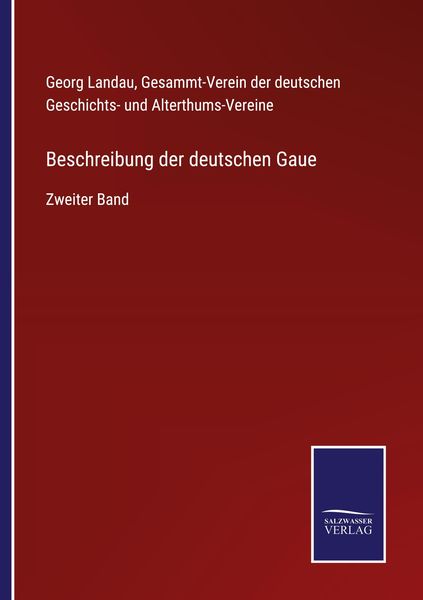 Georg Landau, Gesammt-Verein der deutschen
Geschichts- und Alterthums-Vereine
Beschreibung der deutschen Gaue
Zweiter Band
SALZWASSER
VERLAG